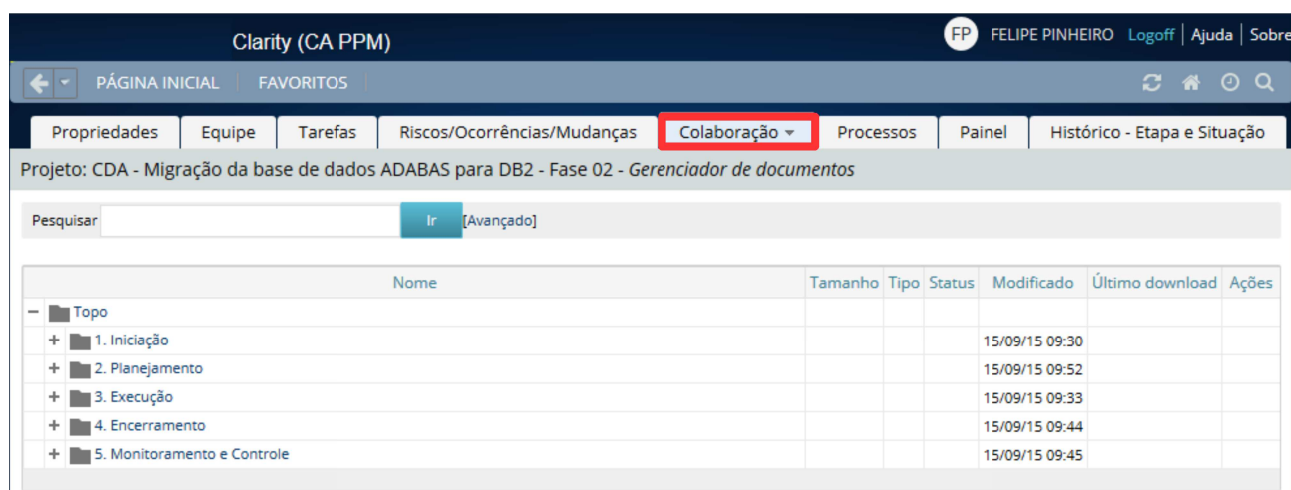 Clarity (CA PPM) FP FELIPE PINHEIRO Logoff | Ajuda | Sobre
PÁGINA INICIAL FAVORITOS
Propriedades Equipe Tarefas Riscos/Ocorrências/Mudanças Colaboração Processos Painel Histórico - Etapa e Situação
Projeto: CDA - Migração da base de dados ADABAS para DB2 - Fase 02 - Gerenciador de documentos
Pesquisar Ir [Avançado]
Nome Tamanho Tipo Status Modificado Último download Ações
Topo
1. Iniciação 15/09/15 09:30
2. Planejamento 15/09/15 09:52
3. Execução 15/09/15 09:33
4. Encerramento 15/09/15 09:44
5. Monitoramento e Controle 15/09/15 09:45